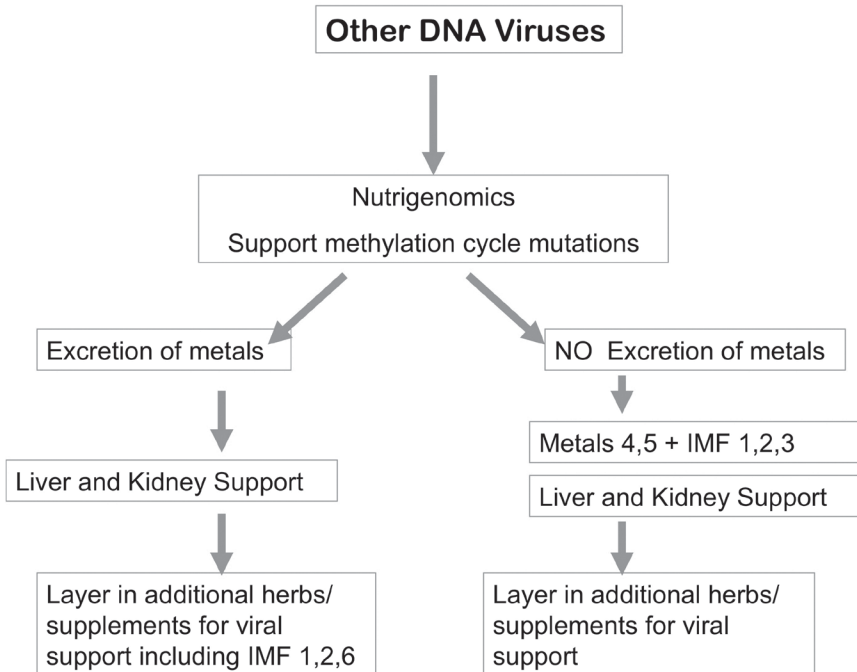 Other DNA Viruses
Nutrigenomics
Support methylation cycle mutations
Excretion of metals
NO Excretion of metals
Metals 4,5 + IMF 1,2,3
Liver and Kidney Support
Liver and Kidney Support
Layer in additional herbs/
supplements for viral
support including IMF 1,2,6
Layer in additional herbs/
supplements for viral
support